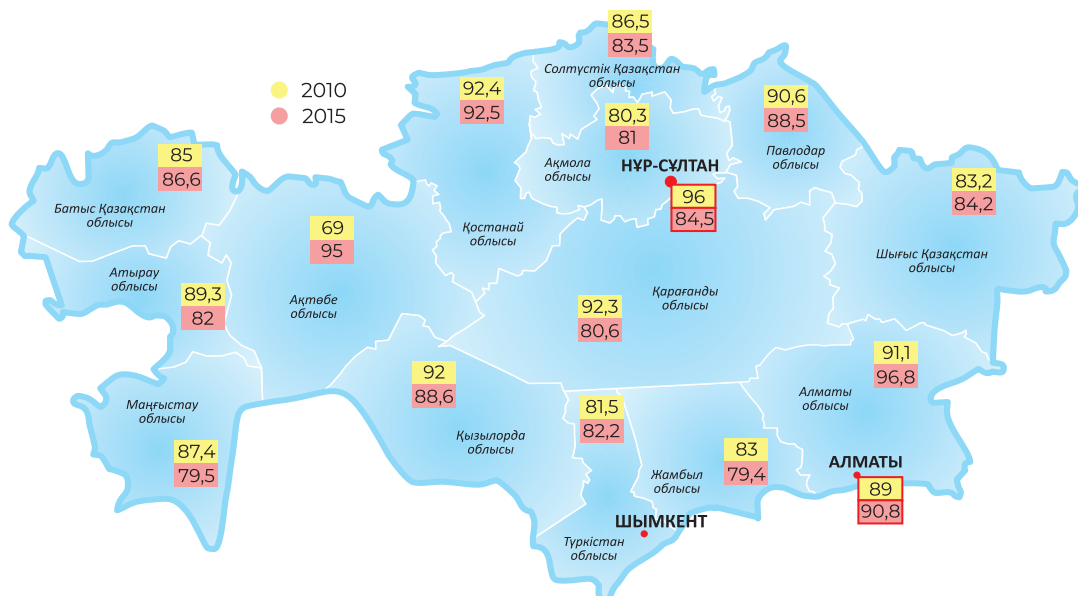 86,5
83,5
Солтүстік Қазақстан
облысы
2010
2015
92,4
92,5
90,6
88,5
80,3
81
Павлодар
облысы
Ақмола
облысы
НҰР-СҰЛТАН
96
84,5
85
86,6
Батыс Қазақстан
облысы
83,2
84,2
Шығыс Қазақстан
облысы
69
95
Ақтөбе
облысы
Қостанай
облысы
Атырау
облысы
89,3
82
Қарағанды
облысы
92,3
80,6
91,1
96,8
Алматы
облысы
92
88,6
Қызылорда
облысы
81,5
82,2
Маңғыстау
облысы
87,4
79,5
83
79,4
Жамбыл
облысы
АЛМАТЫ
89
90,8
ШЫМКЕНТ
Түркістан
облысы